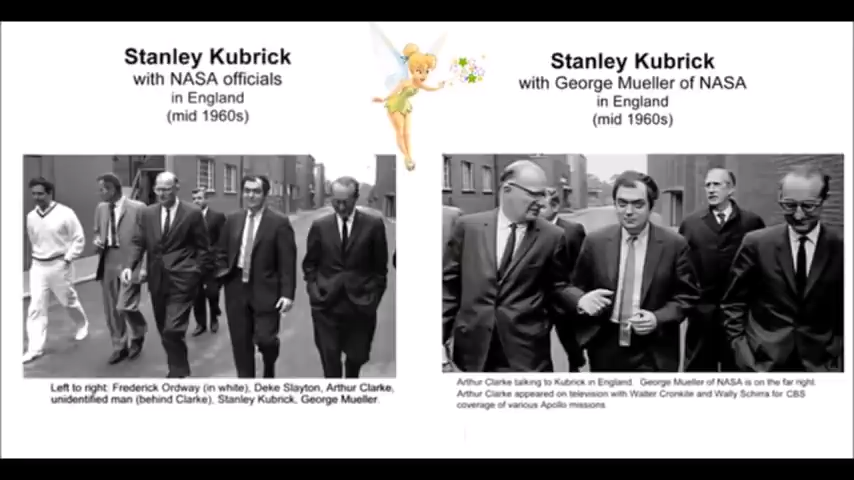 Stanley Kubrick
with NASA officials
in England
(mid 1960s)
Left to right: Frederick Ordway (in white), Deke Slayton, Arthur Clarke,
unidentified man (behind Clarke), Stanley Kubrick, George Mueller.
Stanley Kubrick
with George Mueller of NASA
in England
(mid 1960s)
Arthur Clarke talking to Kubrick in England. George Mueller of NASA is on the far right.
Arthur Clarke appeared on television with Walter Cronkite and Wally Schirra for CBS
coverage of various Apollo missions